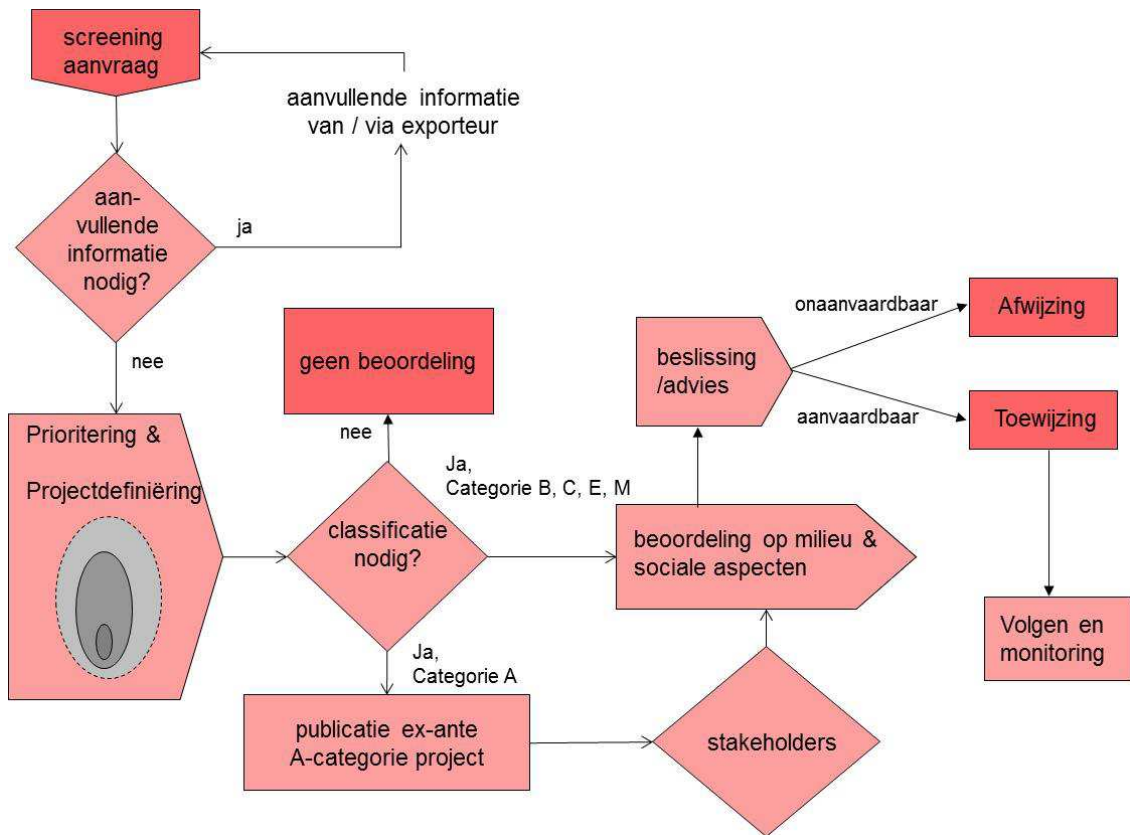 screening
aanvraag
aanvullende informatie
van / via exporteur
aan-
vullende
informatie
nodig?
ja
nee
Prioritering &
Projectdefiniëring
geen beoordeling
nee
classificatie
nodig?
Ja,
Categorie B, C, E, M
Ja,
Categorie A
publicatie ex-ante
A-categorie project
stakeholders
beoordeling op milieu &
sociale aspecten
beslissing
/advies
onaanvaardbaar
Afwijzing
aanvaardbaar
Toewijzing
Volgen en
monitoring